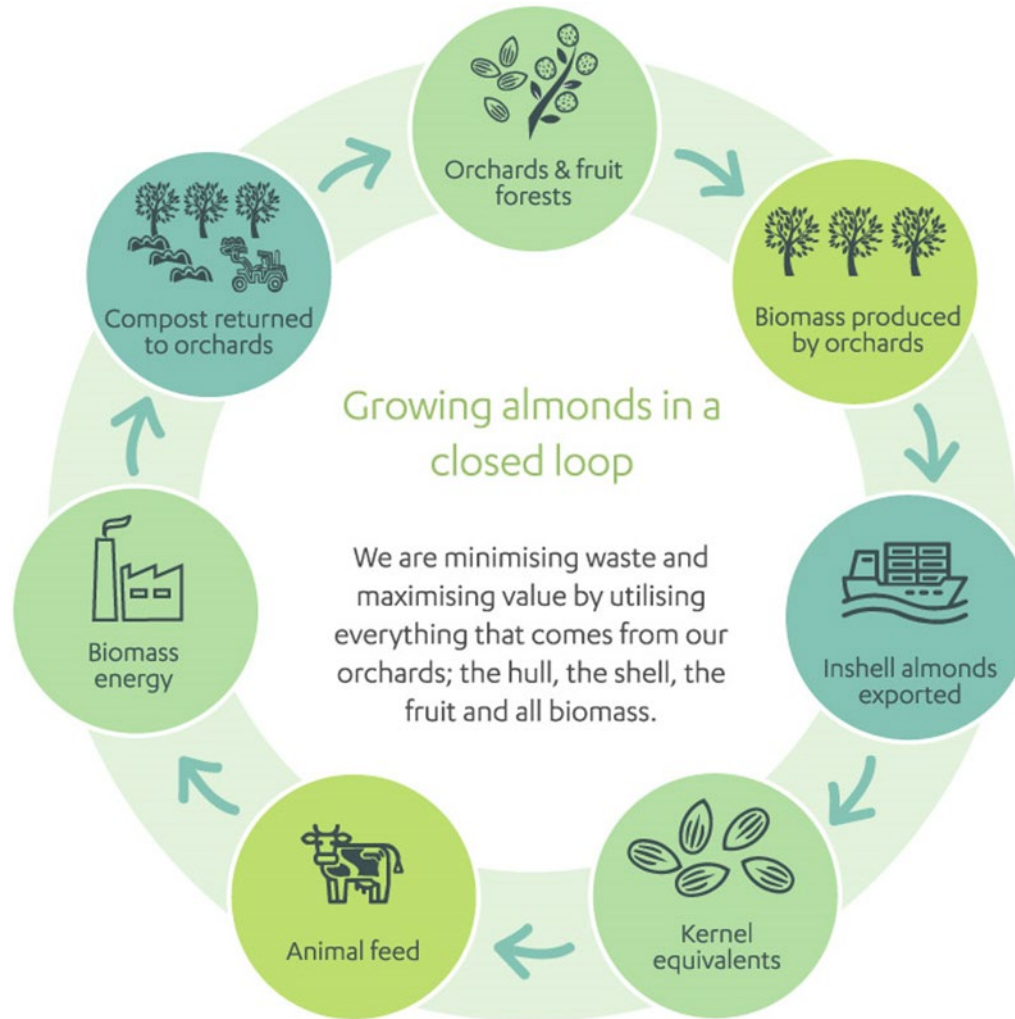 Orchards & fruit
forests
Biomass produced
by orchards
Inshell almonds
exported
Kernel
equivalents
Animal feed
Biomass
energy
Compost returned
to orchards
Growing almonds in a
closed loop
We are minimising waste and
maximising value by utilising
everything that comes from our
orchards; the hull, the shell, the
fruit and all biomass.